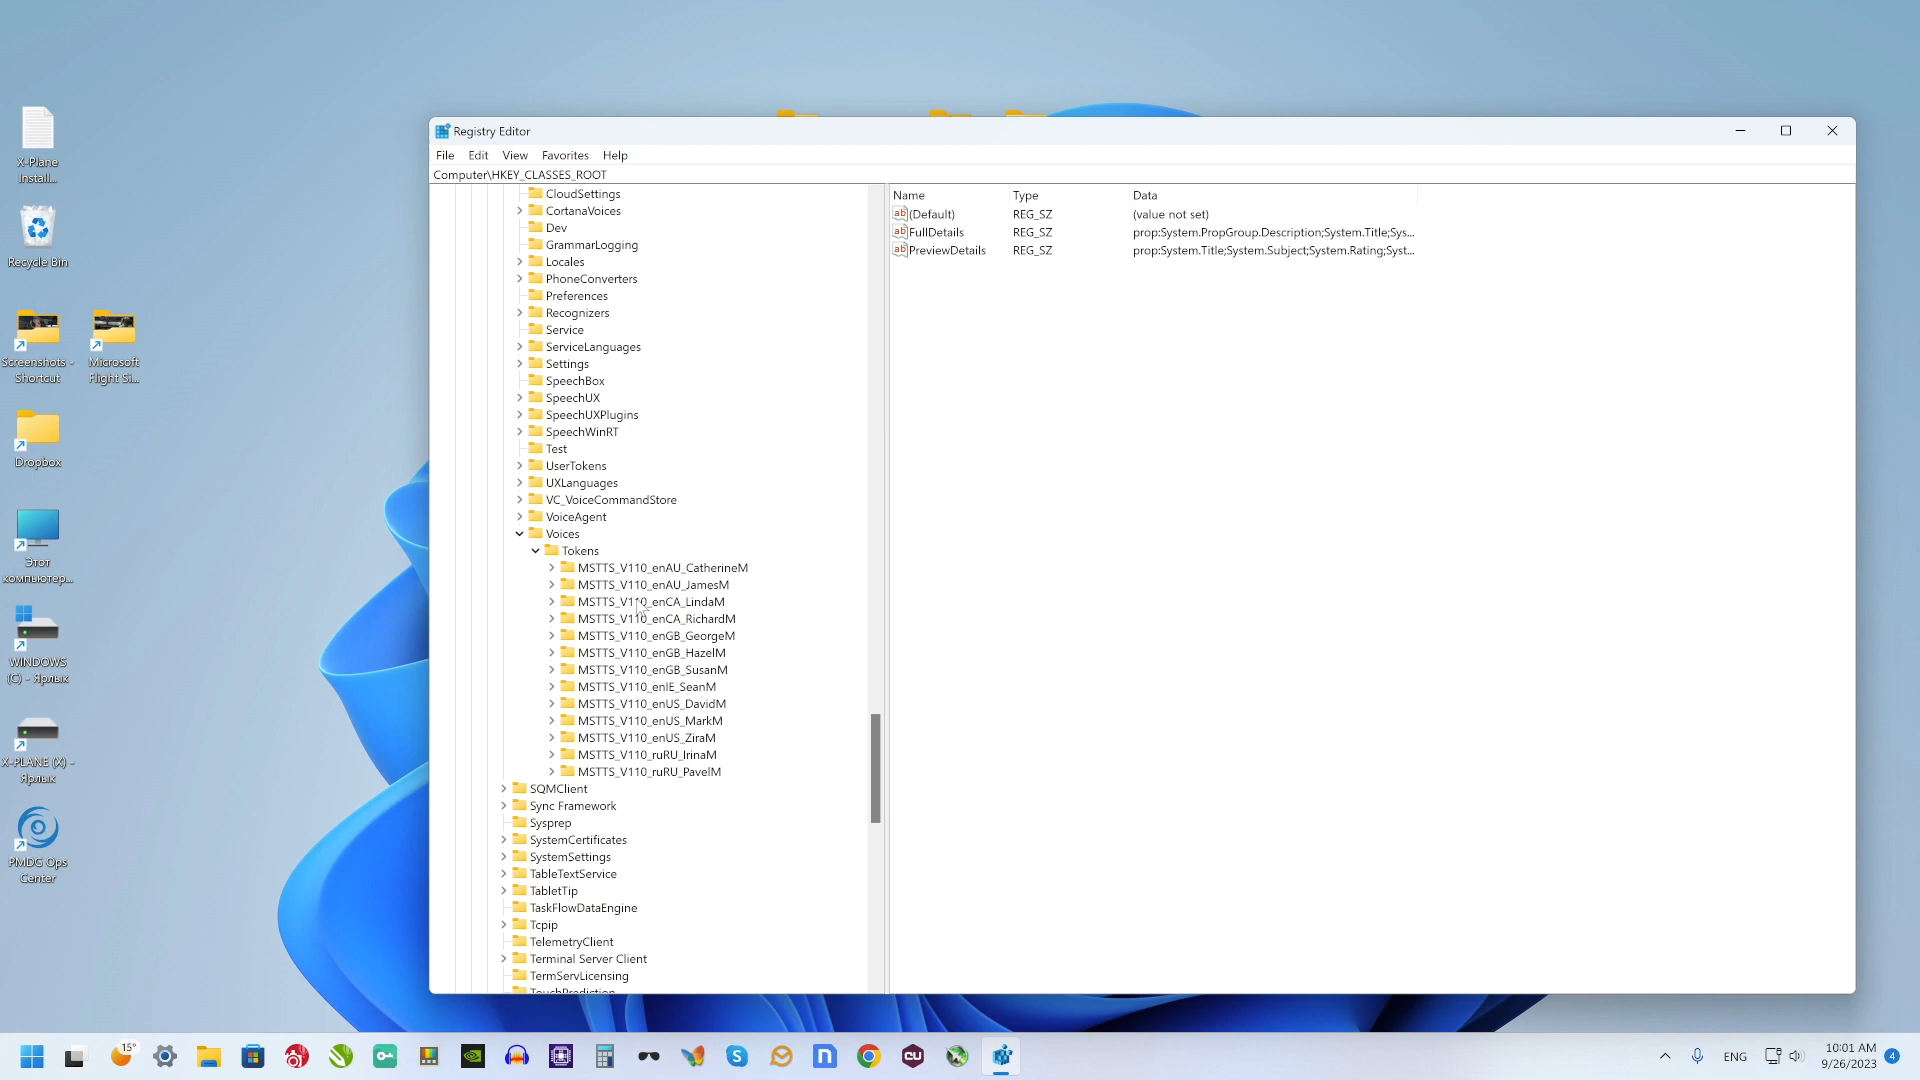 X-Plane
Install...
Recycle Bin
Screenshots -
Shortcut
Microsoft
Flight Si...
Dropbox
Этот
компьютер...
WINDOWS
(C) - Ярлык
X-PLANE (X) -
Ярлык
PMDG Ops
Center
Registry Editor
File Edit View Favorites Help
Computer\HKEY_CLASSES_ROOT
CloudSettings
CortanaVoices
Dev
GrammarLogging
Locales
PhoneConverters
Preferences
Recognizers
Service
ServiceLanguages
Settings
SpeechBox
SpeechUX
SpeechUXPlugins
SpeechWinRT
Test
UserTokens
UXLanguages
VC_VoiceCommandStore
VoiceAgent
Voices
Tokens
MSTTS_V110_enAU_CatherineM
MSTTS_V110_enAU_JamesM
MSTTS_V110_enCA_LindaM
MSTTS_V110_enCA_RichardM
MSTTS_V110_enGB_GeorgeM
MSTTS_V110_enGB_HazelM
MSTTS_V110_enGB_SusanM
MSTTS_V110_enIE_SeanM
MSTTS_V110_enUS_DavidM
MSTTS_V110_enUS_MarkM
MSTTS_V110_enUS_ZiraM
MSTTS_V110_ruRU_IrinaM
MSTTS_V110_ruRU_PavelM
SQMClient
Sync Framework
Sysprep
SystemCertificates
SystemSettings
TableTextService
TabletTip
TaskFlowDataEngine
Tcpip
TelemetryClient
Terminal Server Client
TermServLicensing
TouchPrediction
Name Type Data
(Default) REG_SZ (value not set)
FullDetails REG_SZ prop:System.PropGroup.Description;System.Title;Sys...
PreviewDetails REG_SZ prop:System.Title;System.Subject;System.Rating;Syst...
15°
ENG
10:01 AM
9/26/2023
4